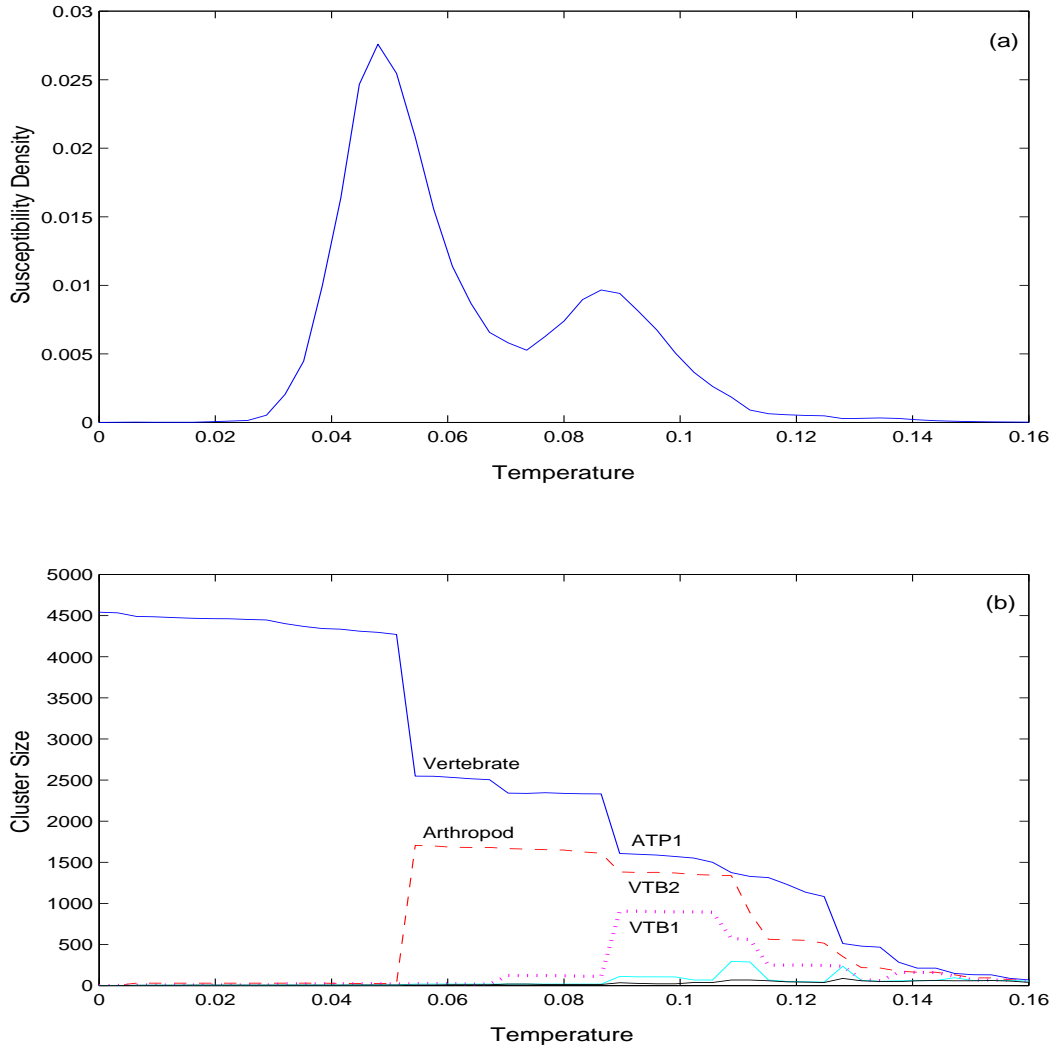 (a)
Susceptibility Density
0.03
0.025
0.02
0.015
0.01
0.005
0
0 0.02 0.04 0.06 0.08 0.1 0.12 0.14 0.16
Temperature
(b)
Cluster Size
5000
4500
4000
3500
3000
2500
2000
1500
1000
500
0
Vertebrate
Arthropod
ATP1
VTB2
VTB1
0 0.02 0.04 0.06 0.08 0.1 0.12 0.14 0.16
Temperature